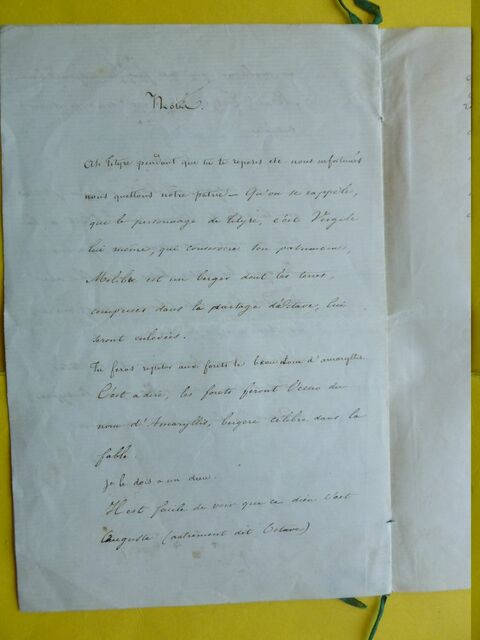 Notes.
Ah Tityre pendant que tu te reposes etc nous infortunés
nous quittons notre patrie — Qu'on se rappelle,
que le personnage de Tityre, c'est Virgile
lui même, qui conserve son patrimoine,
Mélibée est un berger dont les terres,
comprises dans le partage d'Octave, lui
seront enlevées.
Tu feras répéter aux forêts le beau nom d'amaryllis.
C'est à dire, les forêts feront l'écho du
nom d'Amaryllis, bergère célèbre dans la
fable.
je le dois à un dieu.
Il est facile de voir que ce dieu c'est
Auguste (autrement dit Octave)